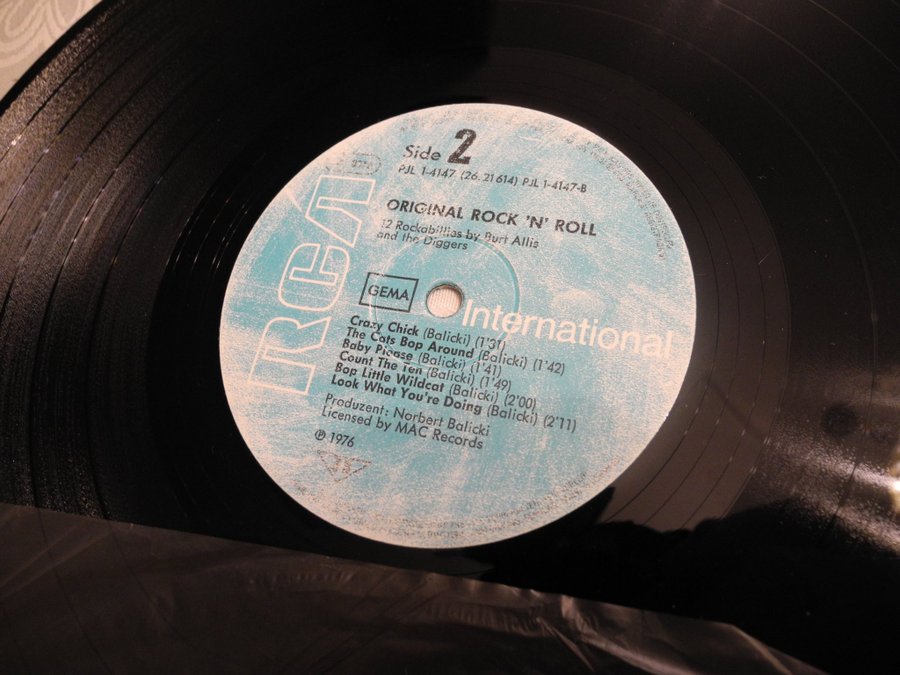 Side 2
PJL 1-4147 (26.21614) PJL 1-4147-B
ORIGINAL ROCK 'N' ROLL
12 Rockabillies by Burt Allis
and the Diggers
RCA
GEMA
International
Crazy Chick (Balicki) (1'31)
The Cats Bop Around (Balicki) (1'42)
Baby Please (Balicki) (1'41)
Count The Ten (Balicki) (1'49)
Bop Little Wildcat (Balicki) (2'00)
Look What You're Doing (Balicki) (2'11)
Produzent: Norbert Balicki
Licensed by MAC Records
℗ 1976